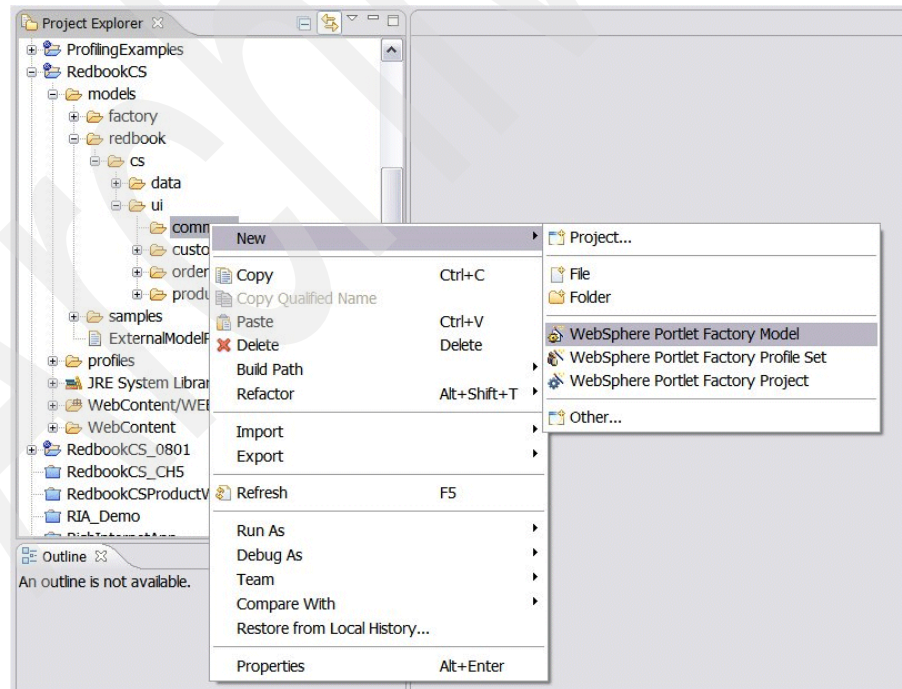 Project Explorer
ProfilingExamples
RedbookCS
models
factory
redbook
cs
data
ui
New
Project...
Copy Ctrl+C
File
Copy Qualified Name
Folder
Paste Ctrl+V
samples
WebSphere Portlet Factory Model
Delete Delete
WebSphere Portlet Factory Profile Set
profiles
Build Path
WebSphere Portlet Factory Project
JRE System
Refactor Alt+Shift+T
Other...
WebContent
Import
RedbookCS_0801
Export
RedbookCS_CH5
Refresh F5
RIA_Demo
Run As
Outline
Debug As
An outline is not available.
Team
Compare With
Restore from Local History...
Properties Alt+Enter